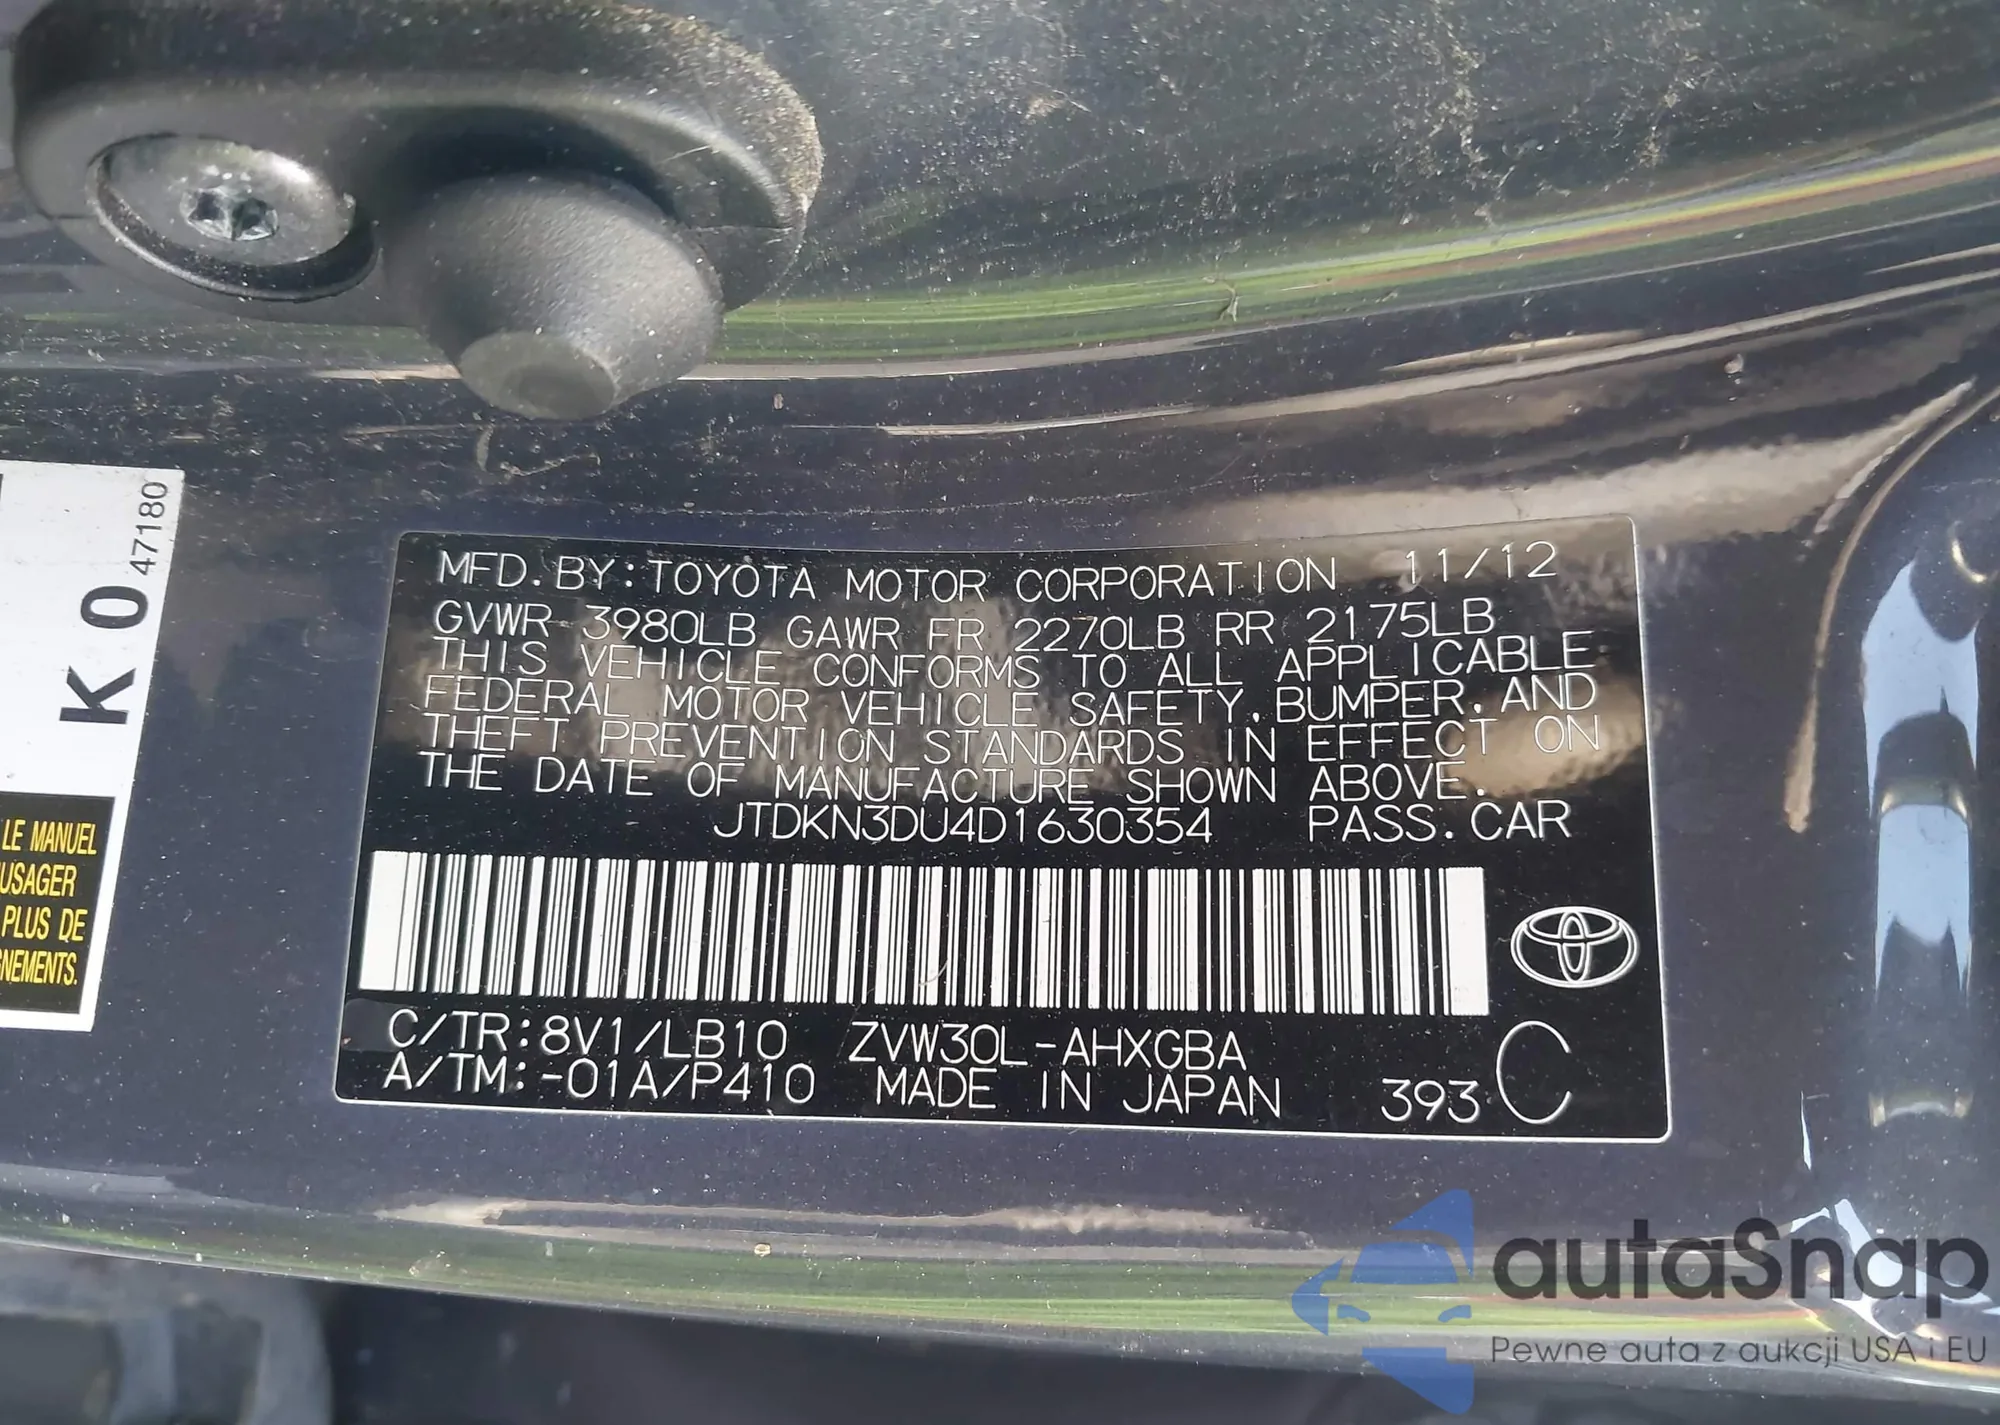 MFD. BY: TOYOTA MOTOR CORPORATION 11/12
GVWR 3980LB GAWR FR 2270LB RR 2175LB
THIS VEHICLE CONFORMS TO ALL APPLICABLE
FEDERAL MOTOR VEHICLE SAFETY, BUMPER, AND
THEFT PREVENTION STANDARDS IN EFFECT ON
THE DATE OF MANUFACTURE SHOWN ABOVE.
JTDKN3DU4D1630354 PASS. CAR
C/TR: 8V1/LB10 ZVW30L-AHXGBA
A/TM: -01A/P410 MADE IN JAPAN 393 C
K 0 47180
LE MANUEL
PLUS DE
autaSnap
Pewne auta z aukcji USA i EU